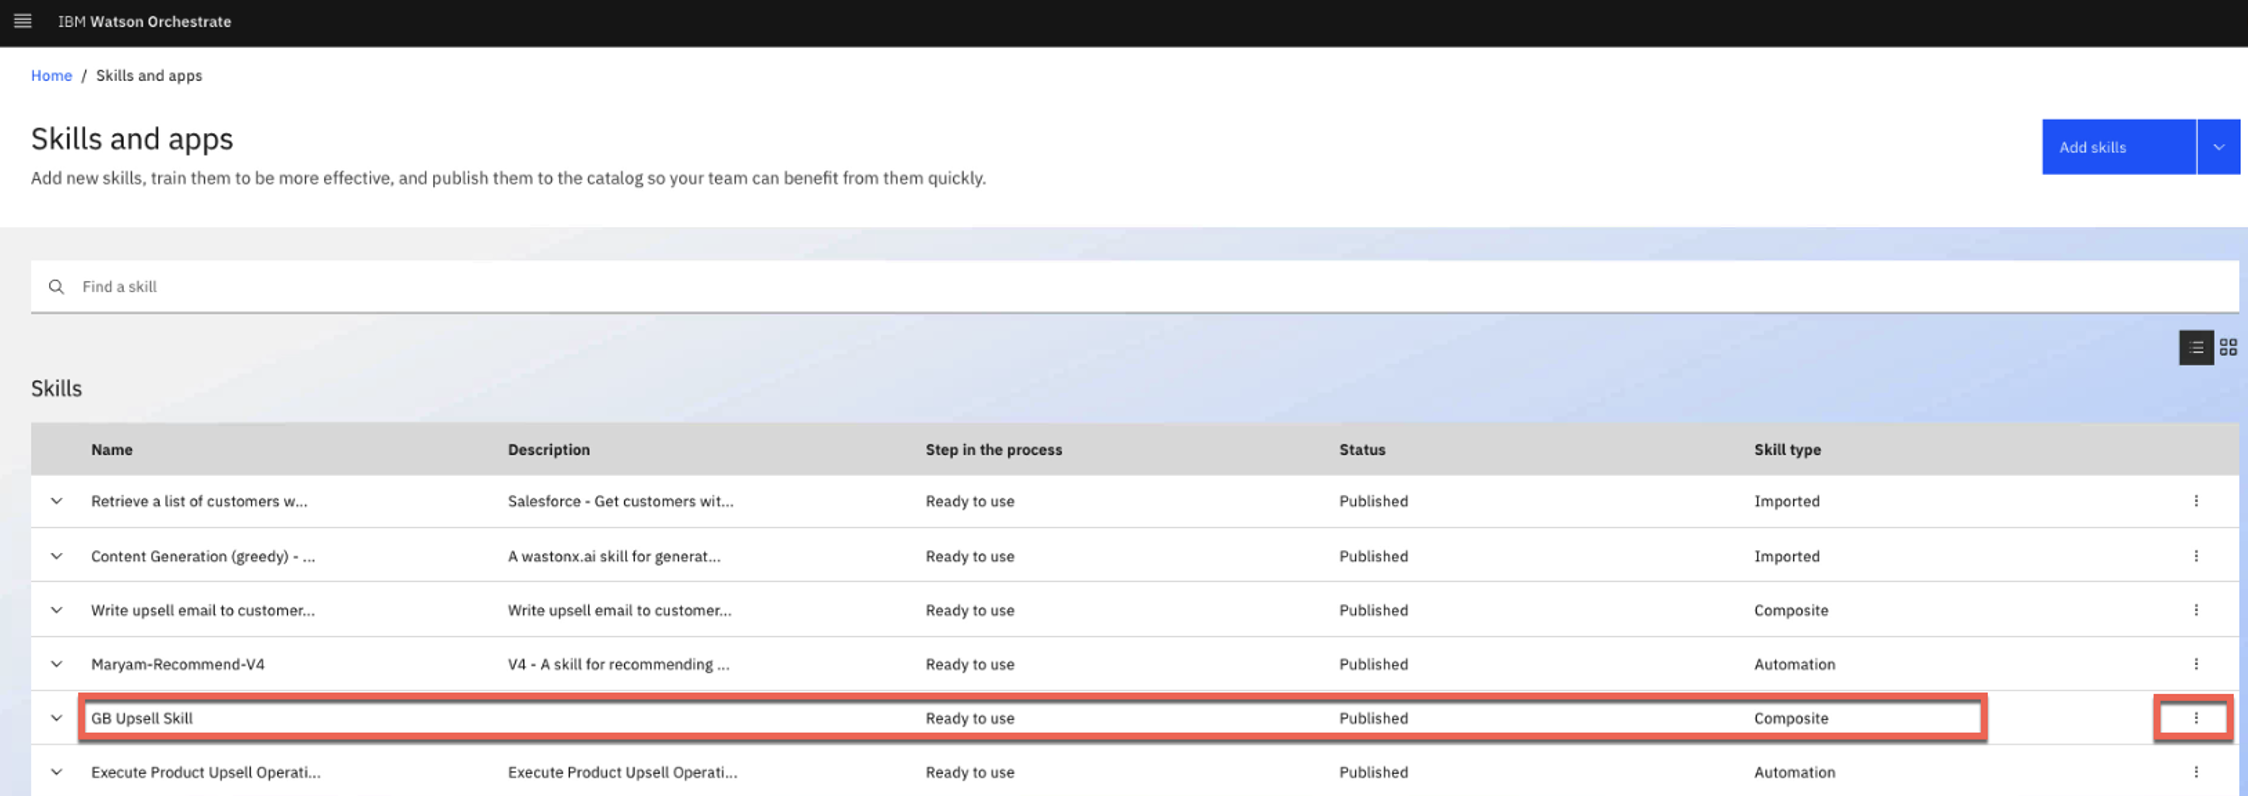 IBM Watson Orchestrate
Home / Skills and apps
Skills and apps
Add skills
Add new skills, train them to be more effective, and publish them to the catalog so your team can benefit from them quickly.
Find a skill
Skills
Name Description Step in the process Status Skill type
Retrieve a list of customers w... Salesforce - Get customers wit... Ready to use Published Imported
Content Generation (greedy) - ... A wastonx.ai skill for generat... Ready to use Published Imported
Write upsell email to customer... Write upsell email to customer... Ready to use Published Composite
Maryam-Recommend-V4 V4 - A skill for recommending ... Ready to use Published Automation
GB Upsell Skill Ready to use Published Composite
Execute Product Upsell Operati... Execute Product Upsell Operati... Ready to use Published Automation